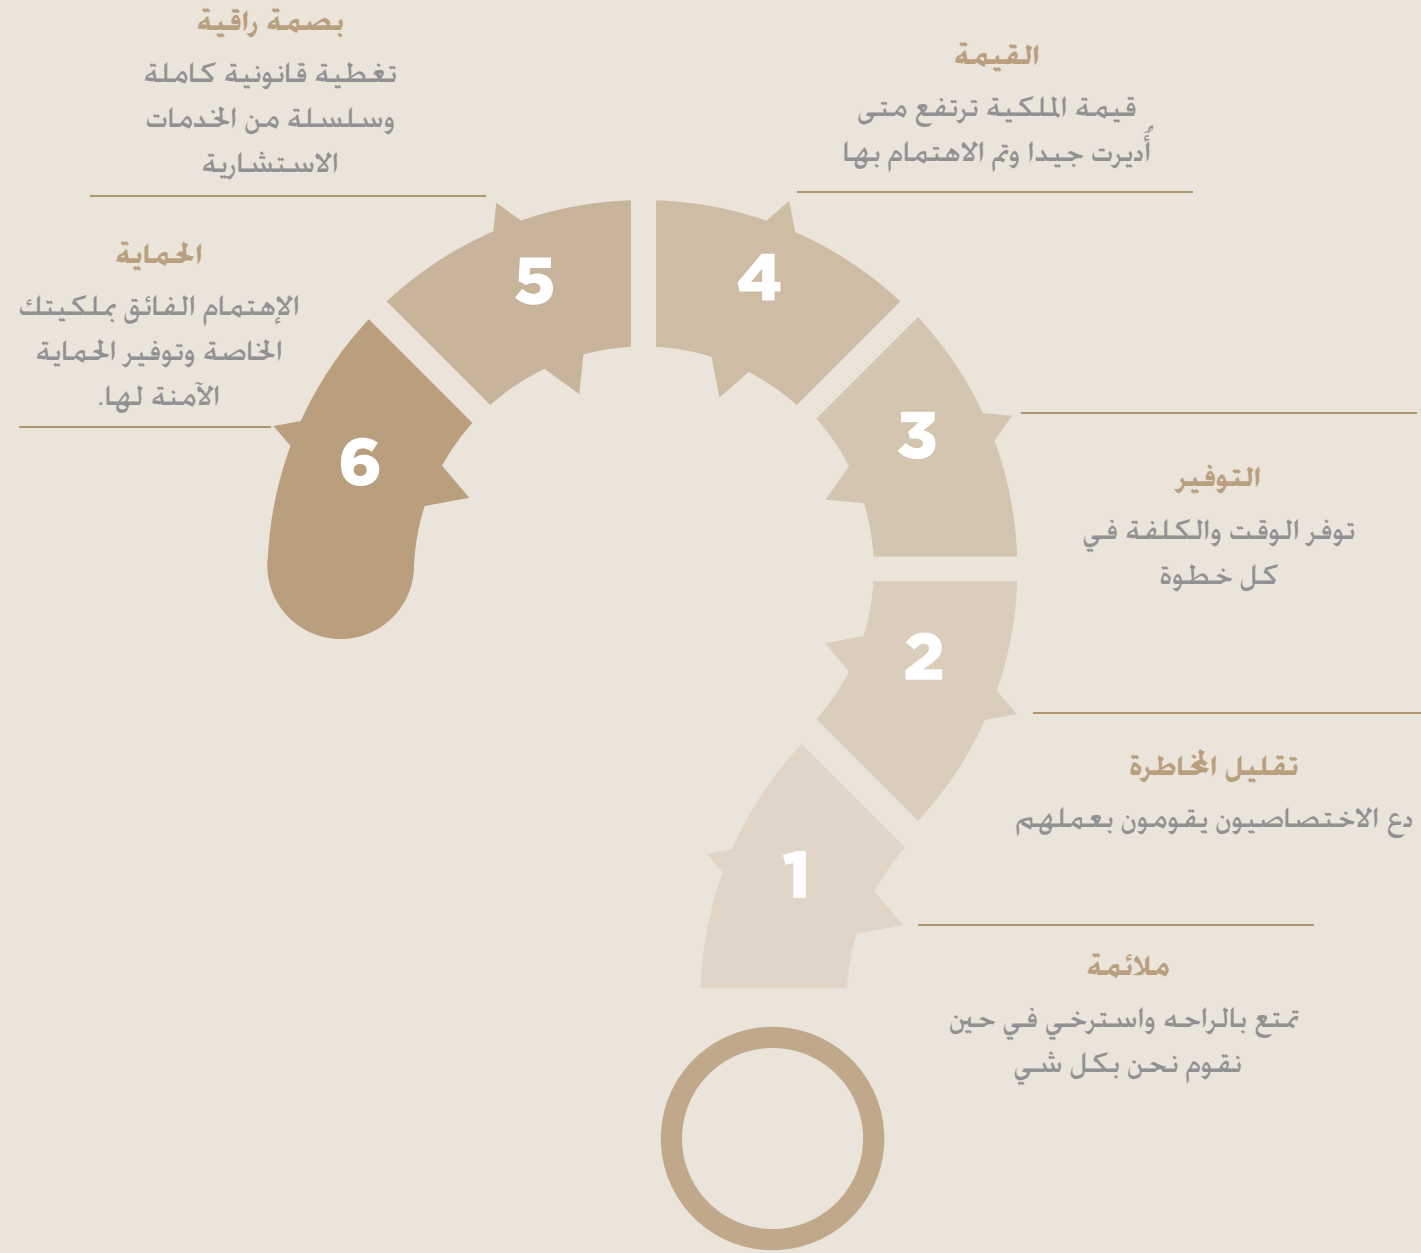 بصمة راقية
تغطية قانونية كاملة
وسلسلة من الخدمات
الاستشارية
القيمة
قيمة الملكية ترتفع متى
أُديرت جيدا وتم الاهتمام بها
الحماية
الإهتمام الفائق بملكيتك
الخاصة وتوفير الحماية
الآمنة لها.
5
4
6
3
التوفير
توفر الوقت والكلفة في
كل خطوة
2
تقليل المخاطرة
دع الاختصاصيون يقومون بعملهم
1
ملائمة
تمتع بالراحه واسترخي في حين
نقوم نحن بكل شي